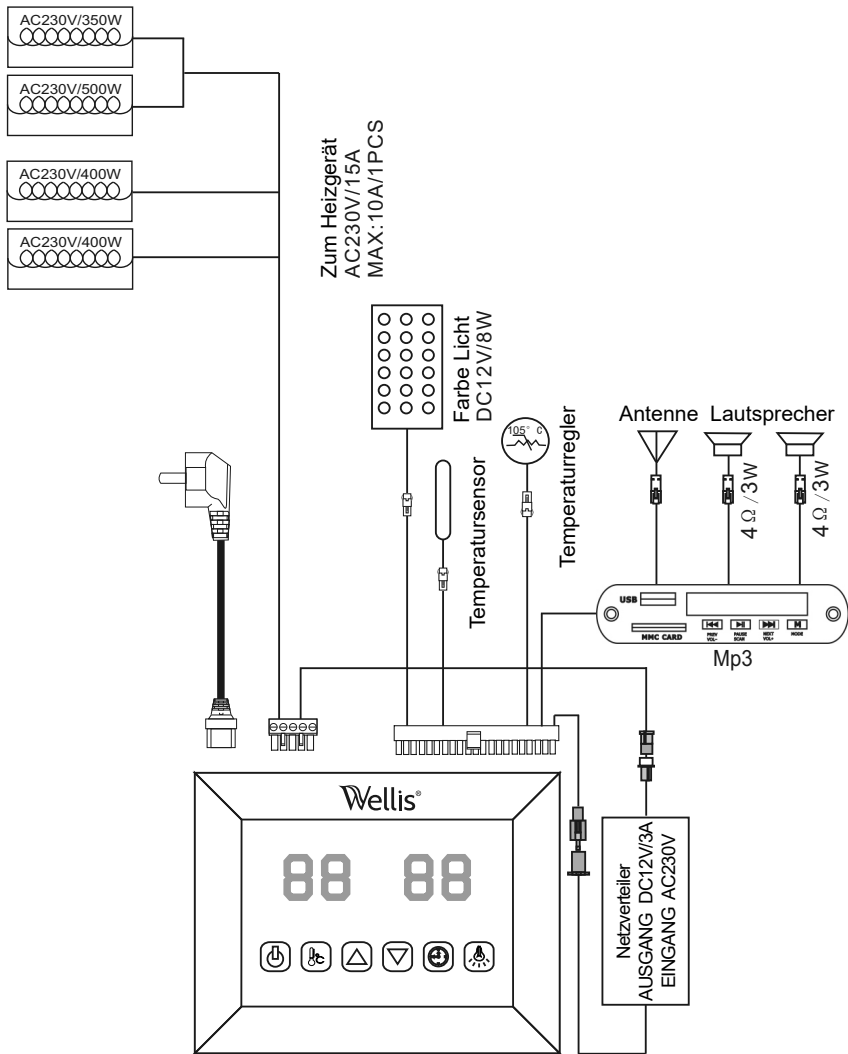 AC230V/350W
AC230V/500W
AC230V/400W
AC230V/400W
Zum Heizgerät
AC230V/15A
MAX:10A/1PCS
Farbe Licht
DC12V/8W
Temperatursensor
105° C
Temperaturregler
Antenne
Lautsprecher
4Ω/3W
4Ω/3W
USB
MMC CARD
PREV
VOL-
PAUSE
SCAN
NEXT
VOL+
MODE
Mp3
Wellis®
88 88
°C
Netzverteiler
AUSGANG DC12V/3A
EINGANG AC230V